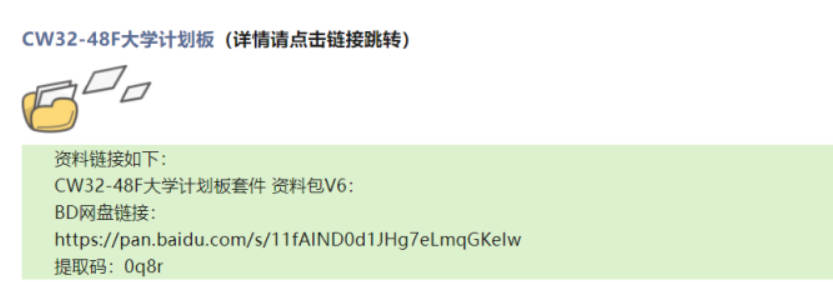 CW32-48F大学计划板（详情请点击链接跳转）
资料链接如下：
CW32-48F大学计划板套件 资料包V6：
BD网盘链接：
https://pan.baidu.com/s/11fAIND0d1JHg7eLmqGKeIw
提取码：0q8r